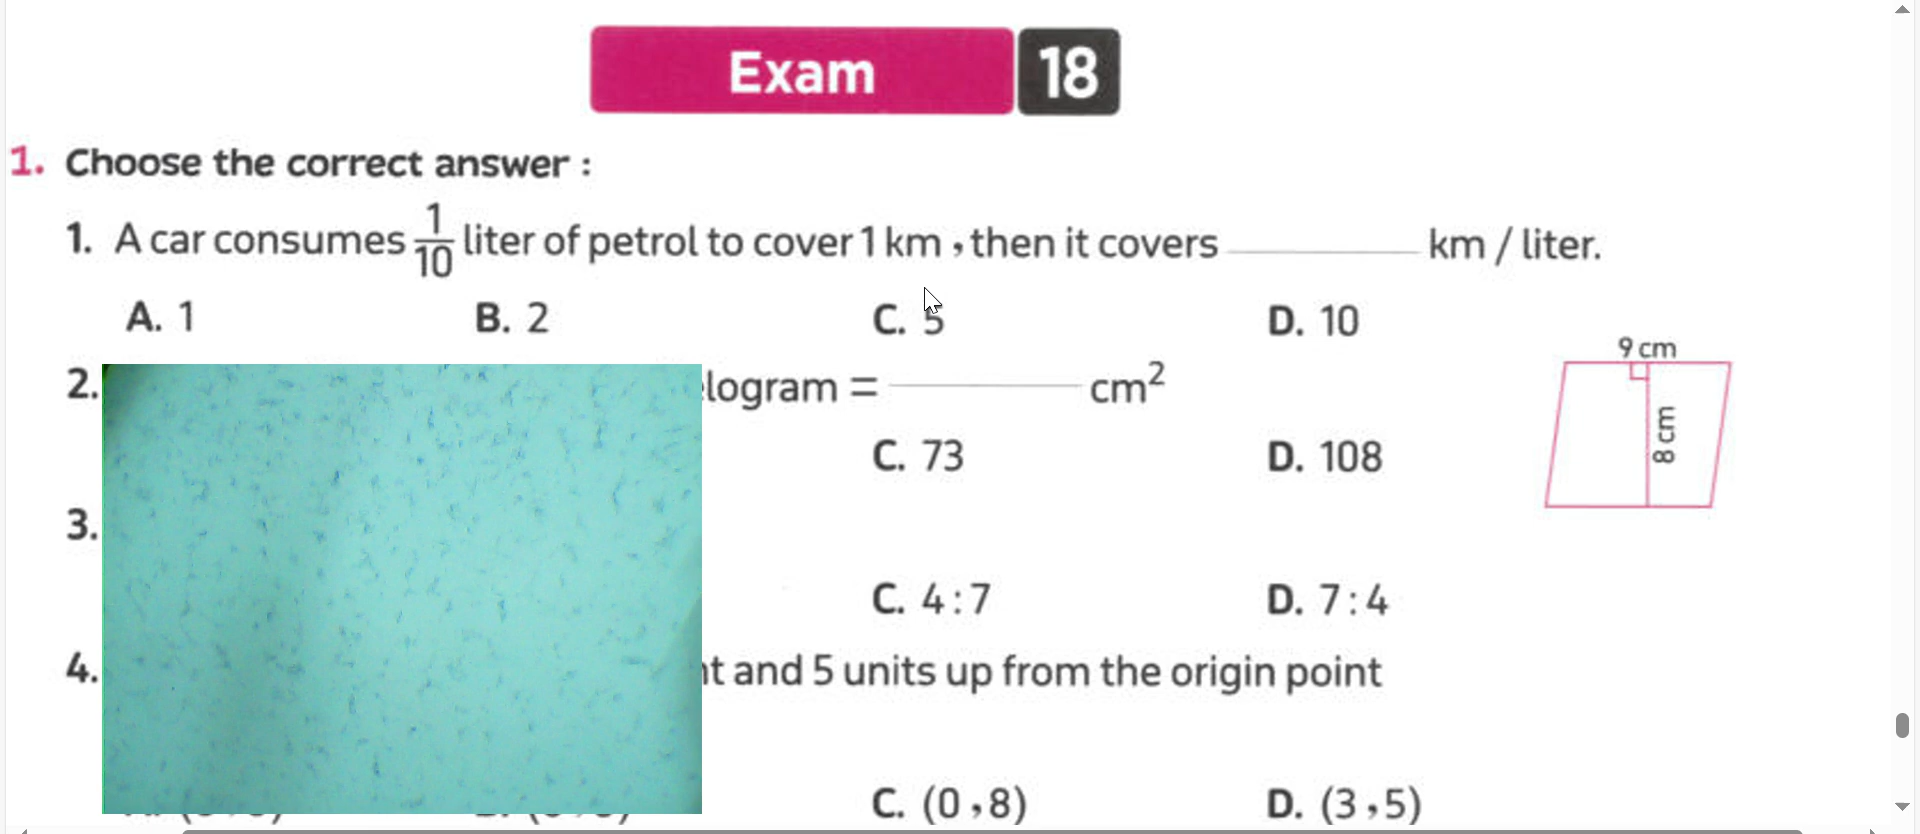 Exam 18
1. Choose the correct answer :
1. A car consumes 1/10 liter of petrol to cover 1 km , then it covers ______ km / liter.
A. 1 B. 2 C. 5 D. 10
9 cm
2. logram = ______ cm²
8 cm
C. 73 D. 108
3.
C. 4 : 7 D. 7 : 4
4. t and 5 units up from the origin point
C. (0 , 8) D. (3 , 5)